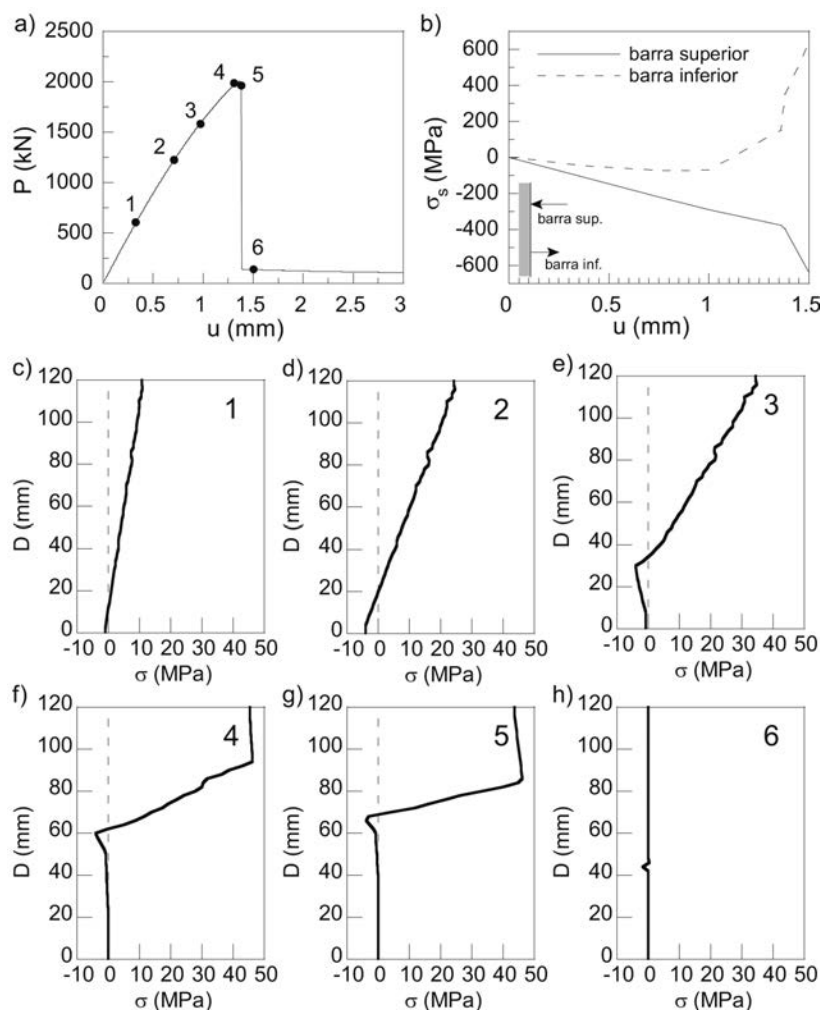 a)
2500
2000
1500
1000
500
0
P (kN)
1
2
3
4
5
6
0 0.5 1 1.5 2 2.5 3
u (mm)
b)
600
400
200
0
-200
-400
-600
σs (MPa)
barra superior
barra inferior
barra sup.
barra inf.
0 0.5 1 1.5
u (mm)
c)
120
100
80
60
40
20
0
D (mm)
1
-10 0 10 20 30 40 50
σ (MPa)
d)
120
100
80
60
40
20
0
D (mm)
2
-10 0 10 20 30 40 50
σ (MPa)
e)
120
100
80
60
40
20
0
D (mm)
3
-10 0 10 20 30 40 50
σ (MPa)
f)
120
100
80
60
40
20
0
D (mm)
4
-10 0 10 20 30 40 50
σ (MPa)
g)
120
100
80
60
40
20
0
D (mm)
5
-10 0 10 20 30 40 50
σ (MPa)
h)
120
100
80
60
40
20
0
D (mm)
6
-10 0 10 20 30 40 50
σ (MPa)